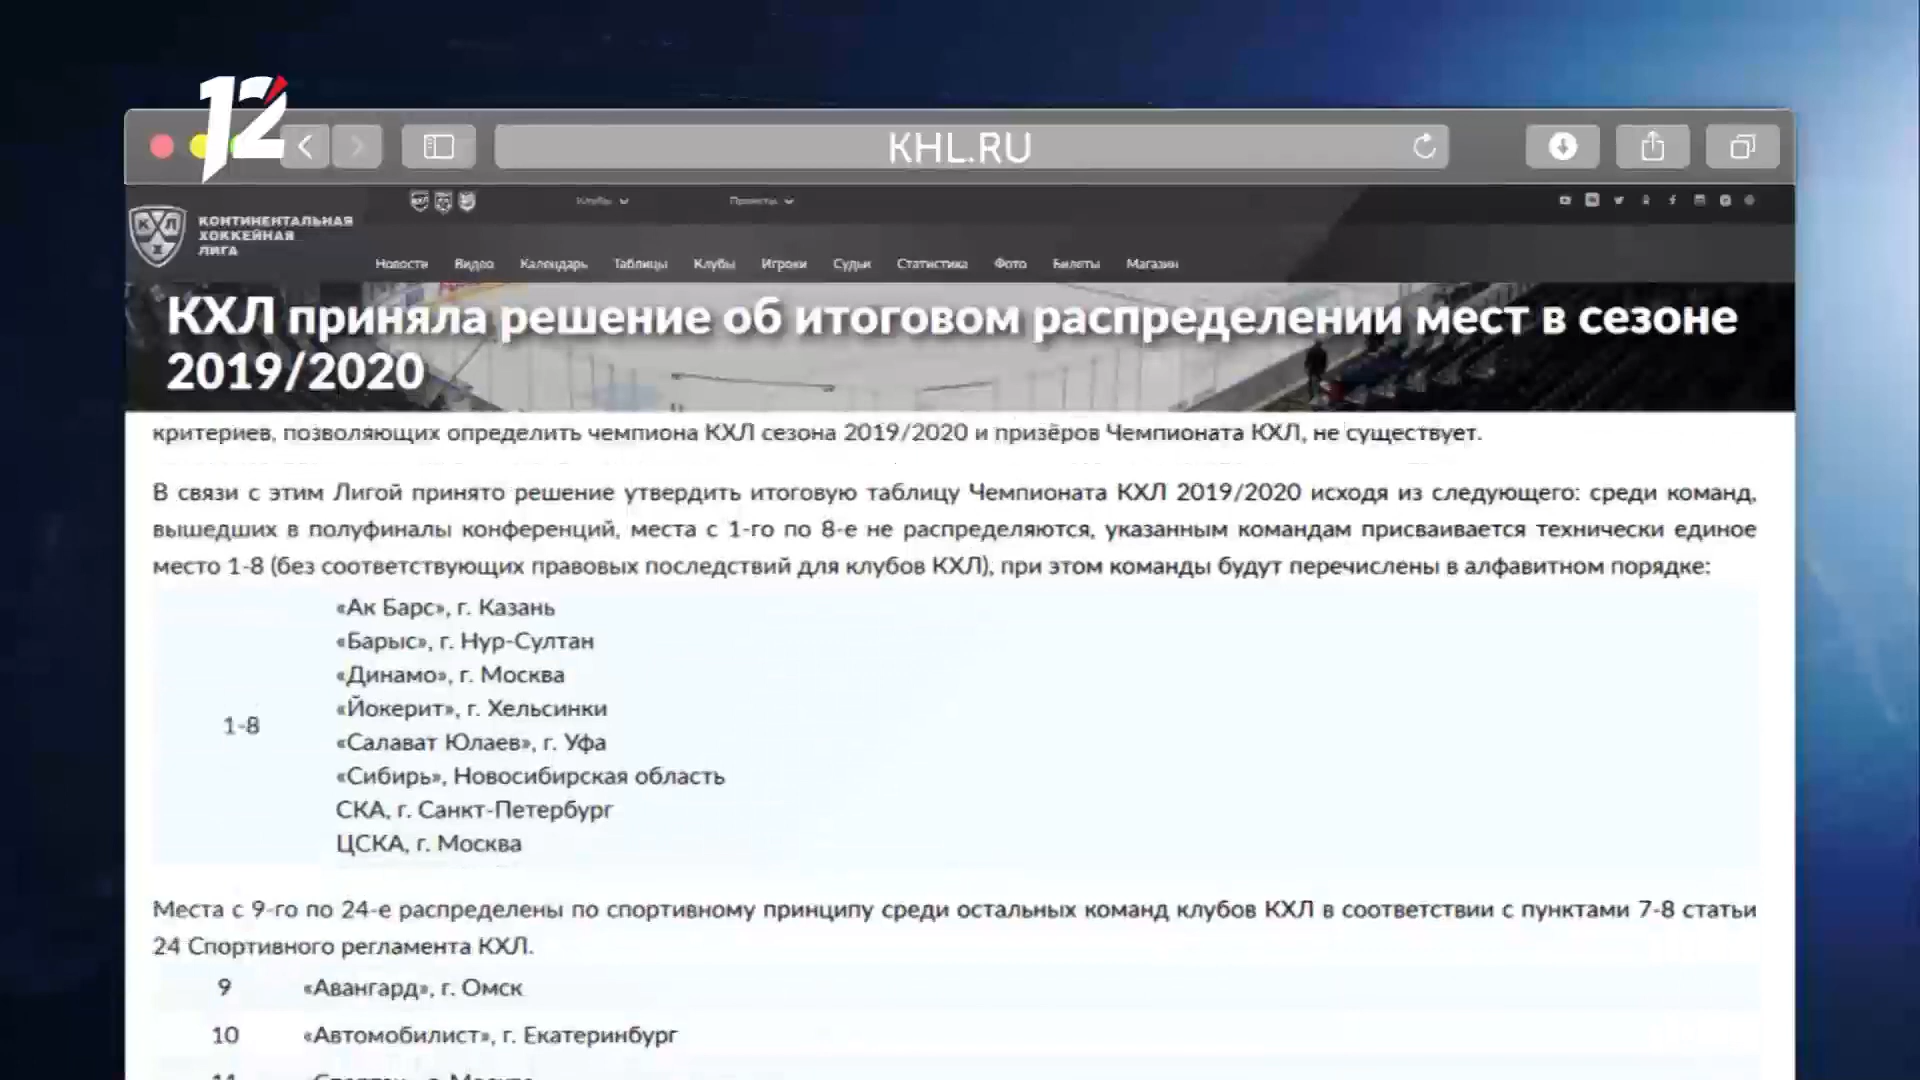 12
KHL.RU
Клубы
Проекты
КХЛ
КОНТИНЕНТАЛЬНАЯ
ХОККЕЙНАЯ
ЛИГА
Новости Видео Календарь Таблицы Клубы Игроки Судьи Статистика Фото Билеты Магазин
КХЛ приняла решение об итоговом распределении мест в сезоне
2019/2020
критериев, позволяющих определить чемпиона КХЛ сезона 2019/2020 и призёров Чемпионата КХЛ, не существует.
В связи с этим Лигой принято решение утвердить итоговую таблицу Чемпионата КХЛ 2019/2020 исходя из следующего: среди команд,
вышедших в полуфиналы конференций, места с 1-го по 8-е не распределяются, указанным командам присваивается технически единое
место 1-8 (без соответствующих правовых последствий для клубов КХЛ), при этом команды будут перечислены в алфавитном порядке:
«Ак Барс», г. Казань
«Барыс», г. Нур-Султан
«Динамо», г. Москва
«Йокерит», г. Хельсинки
1-8
«Салават Юлаев», г. Уфа
«Сибирь», Новосибирская область
СКА, г. Санкт-Петербург
ЦСКА, г. Москва
Места с 9-го по 24-е распределены по спортивному принципу среди остальных команд клубов КХЛ в соответствии с пунктами 7-8 статьи
24 Спортивного регламента КХЛ.
9 «Авангард», г. Омск
10 «Автомобилист», г. Екатеринбург